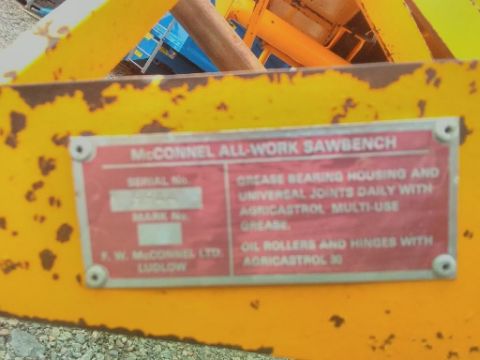 McCONNEL ALL-WORK SAWBENCH
SERIAL No.
MARK No.
F. W. McCONNEL LTD.
LUDLOW
GREASE BEARING HOUSING AND
UNIVERSAL JOINTS DAILY WITH
AGRICASTROL MULTI-USE
GREASE.
OIL ROLLERS AND HINGES WITH
AGRICASTROL 30